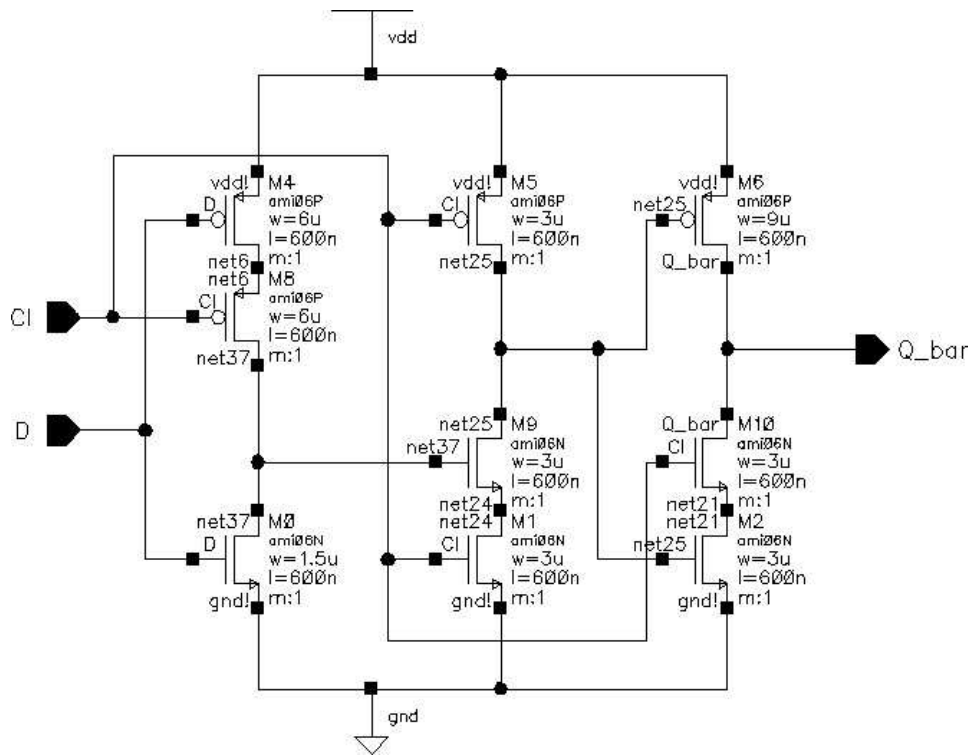 vdd
vdd!
M4
D
ami06P
w=6u
l=600n
m:1
net6
net6
M8
Cl
ami06P
w=6u
l=600n
m:1
net37
vdd!
M5
Cl
ami06P
w=3u
l=600n
m:1
net25
vdd!
M6
net25
ami06P
w=9u
l=600n
m:1
Q_bar
Cl
D
Q_bar
net25
M9
net37
ami06N
w=3u
l=600n
m:1
net24
Q_bar
M10
Cl
ami06N
w=3u
l=600n
m:1
net21
net37
M0
D
ami06N
w=1.5u
l=600n
m:1
gnd!
net24
M1
Cl
ami06N
w=3u
l=600n
m:1
gnd!
net21
M2
net25
ami06N
w=3u
l=600n
m:1
gnd!
gnd